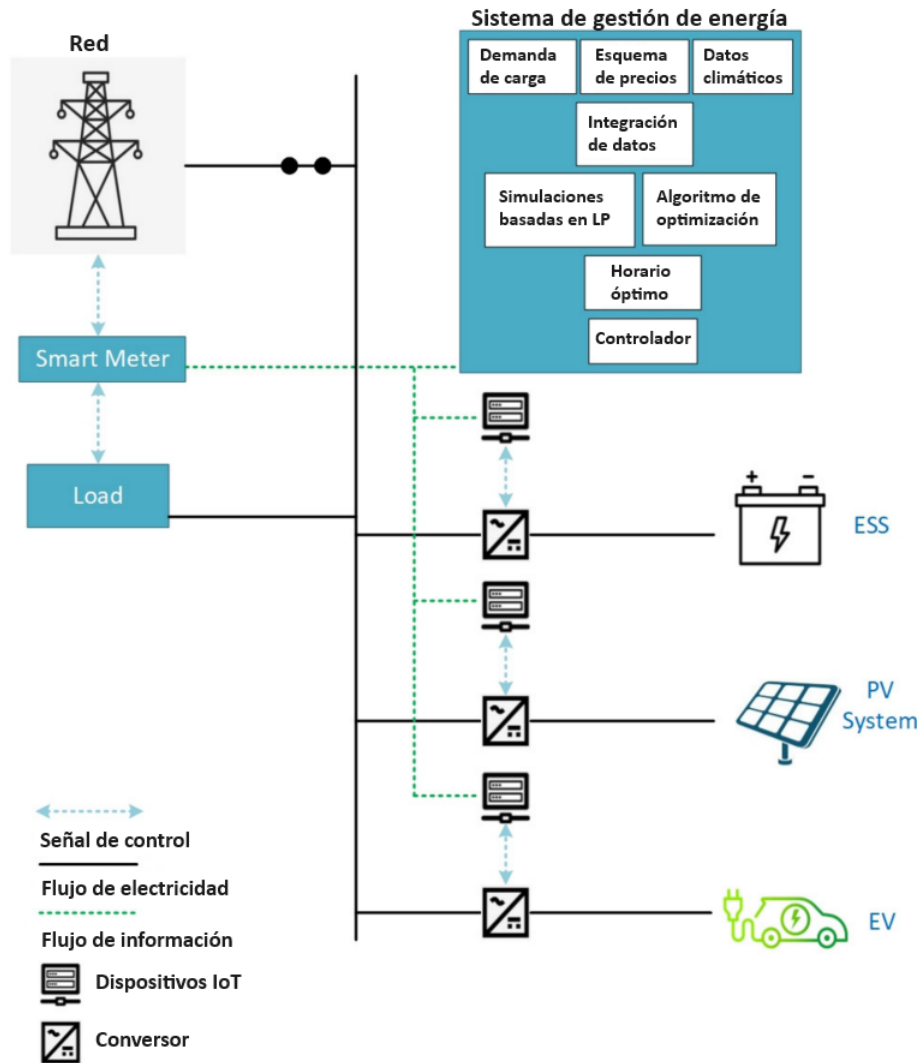 Sistema de gestión de energía
Red
Demanda
de carga
Esquema
de precios
Datos
climáticos
Integración
de datos
Simulaciones
basadas en LP
Algoritmo de
optimización
Horario
óptimo
Controlador
Smart Meter
Load
+ −
ESS
PV
System
EV
Señal de control
Flujo de electricidad
Flujo de información
Dispositivos IoT
Conversor